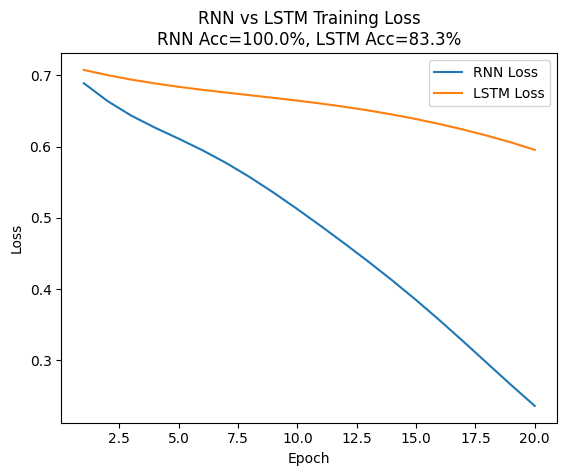 RNN vs LSTM Training Loss
RNN Acc=100.0%, LSTM Acc=83.3%
RNN Loss
LSTM Loss
Loss
0.7
0.6
0.5
0.4
0.3
2.5 5.0 7.5 10.0 12.5 15.0 17.5 20.0
Epoch